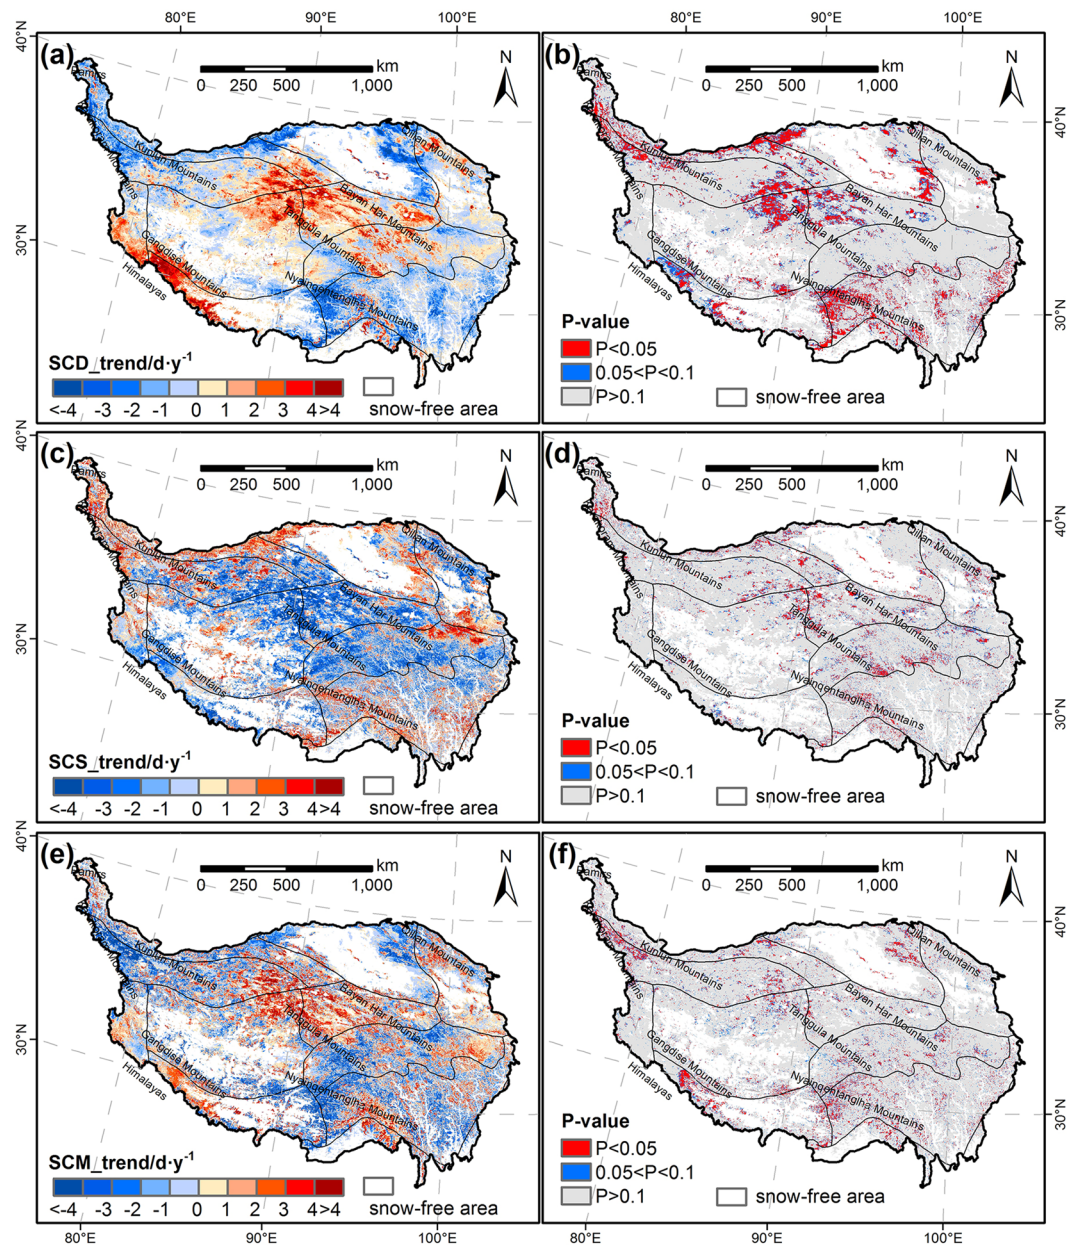 80°E 90°E 100°E 80°E 90°E 100°E
40°N
(a)
km
0 250 500 1,000
N
Pamirs
Kunlun Mountains
Qilian Mountains
Bayan Har Mountains
Tanggula Mountains
Gangdise Mountains
Himalayas
Nyainqentanglha Mountains
30°N
SCD_trend/d·y-1
<-4 -3 -2 -1 0 1 2 3 4>4
snow-free area
(b)
km
0 250 500 1,000
N
Pamirs
Kunlun Mountains
Qilian Mountains
Bayan Har Mountains
Tanggula Mountains
Gangdise Mountains
Himalayas
Nyainqentanglha Mountains
40°N
30°N
P-value
P<0.05
0.05<P<0.1
P>0.1
snow-free area
40°N
(c)
km
0 250 500 1,000
N
Pamirs
Kunlun Mountains
Qilian Mountains
Bayan Har Mountains
Tanggula Mountains
Gangdise Mountains
Himalayas
Nyainqentanglha Mountains
30°N
SCS_trend/d·y-1
<-4 -3 -2 -1 0 1 2 3 4>4
snow-free area
(d)
km
0 250 500 1,000
N
Pamirs
Kunlun Mountains
Qilian Mountains
Bayan Har Mountains
Tanggula Mountains
Gangdise Mountains
Himalayas
Nyainqentanglha Mountains
40°N
30°N
P-value
P<0.05
0.05<P<0.1
P>0.1
snow-free area
40°N
(e)
km
0 250 500 1,000
N
Pamirs
Kunlun Mountains
Qilian Mountains
Bayan Har Mountains
Tanggula Mountains
Gangdise Mountains
Himalayas
Nyainqentanglha Mountains
30°N
SCM_trend/d·y-1
<-4 -3 -2 -1 0 1 2 3 4>4
snow-free area
(f)
km
0 250 500 1,000
N
Pamirs
Kunlun Mountains
Qilian Mountains
Bayan Har Mountains
Tanggula Mountains
Gangdise Mountains
Himalayas
Nyainqentanglha Mountains
40°N
30°N
P-value
P<0.05
0.05<P<0.1
P>0.1
snow-free area
80°E 90°E 100°E 80°E 90°E 100°E